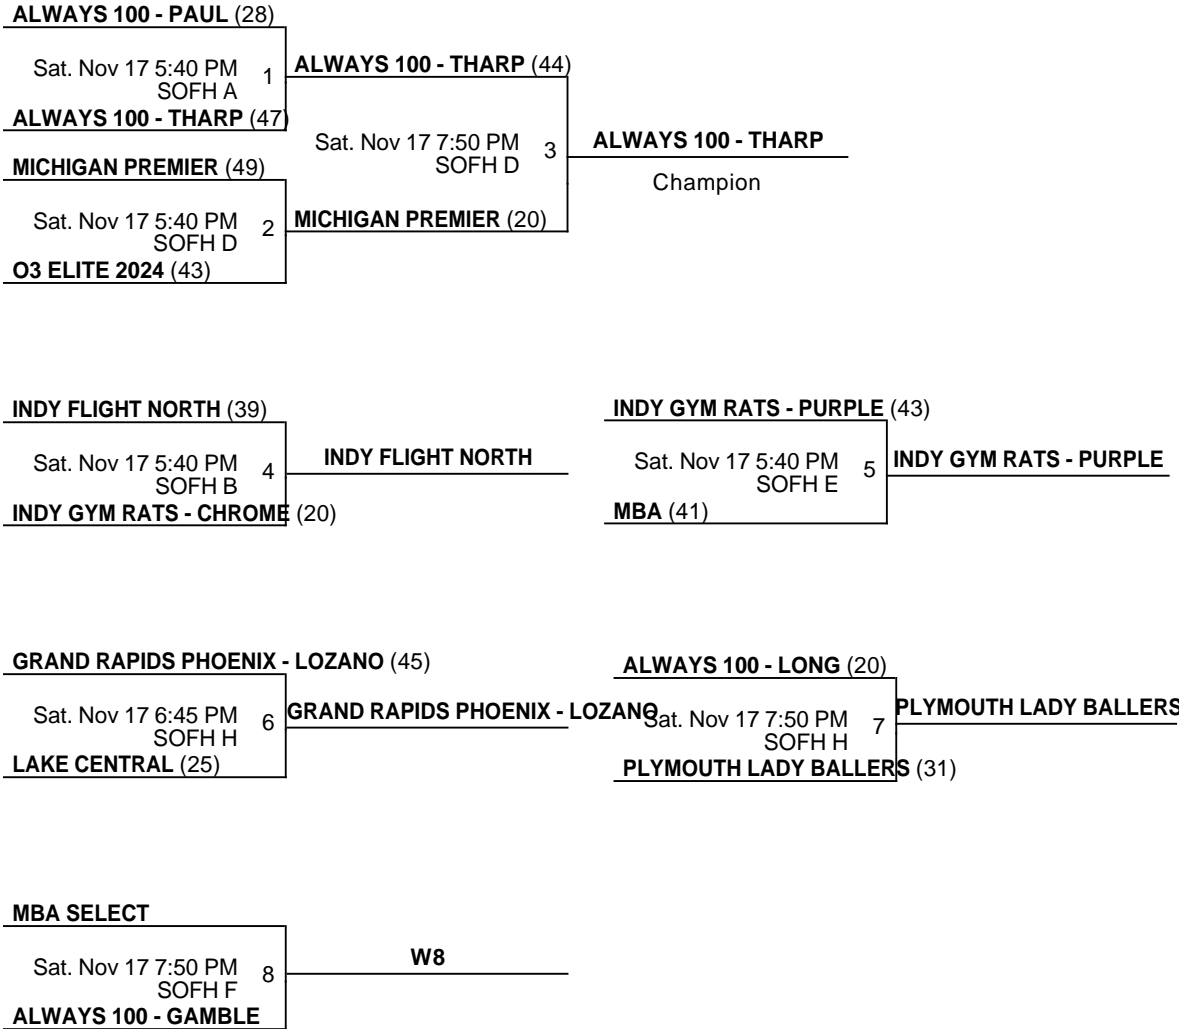 ALWAYS 100 - PAUL (28)
Sat. Nov 17 5:40 PM 1
SOFH A
ALWAYS 100 - THARP (47)
ALWAYS 100 - THARP (44)
MICHIGAN PREMIER (49)
Sat. Nov 17 5:40 PM 2
SOFH D
O3 ELITE 2024 (43)
MICHIGAN PREMIER (20)
Sat. Nov 17 7:50 PM 3
SOFH D
ALWAYS 100 - THARP
Champion
INDY FLIGHT NORTH (39)
Sat. Nov 17 5:40 PM 4
SOFH B
INDY GYM RATS - CHROME (20)
INDY FLIGHT NORTH
INDY GYM RATS - PURPLE (43)
Sat. Nov 17 5:40 PM 5
SOFH E
MBA (41)
INDY GYM RATS - PURPLE
GRAND RAPIDS PHOENIX - LOZANO (45)
Sat. Nov 17 6:45 PM 6
SOFH H
LAKE CENTRAL (25)
GRAND RAPIDS PHOENIX - LOZANO
ALWAYS 100 - LONG (20)
Sat. Nov 17 7:50 PM 7
SOFH H
PLYMOUTH LADY BALLERS (31)
PLYMOUTH LADY BALLERS
MBA SELECT
Sat. Nov 17 7:50 PM 8
SOFH F
ALWAYS 100 - GAMBLE
W8